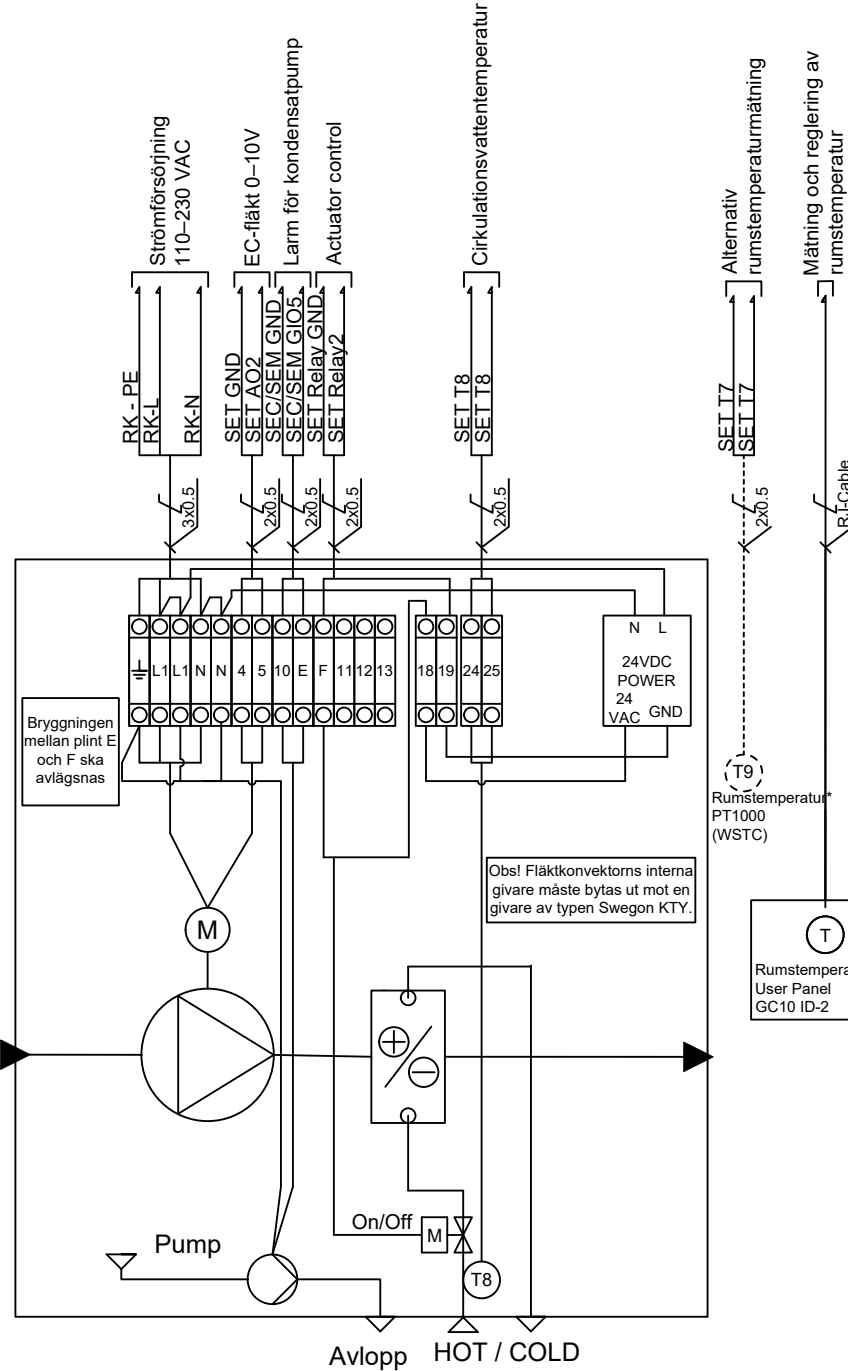 Strömförsörjning
110–230 VAC
EC-fläkt 0–10V
Larm för kondensatpump
Actuator control
Cirkulationsvattentemperatur
Alternativ
rumstemperaturmätning
Mätning och reglering av
rumstemperatur
RK - PE
RK-L
RK-N
SET GND
SET AO2
SEC/SEM GND
SEC/SEM GIO5
SET Relay GND
SET Relay2
SET T8
SET T8
SET T7
SET T7
3x0.5
2x0.5
2x0.5
2x0.5
2x0.5
2x0.5
RJ-Cable
L1 L1 N N 4 5 10 E F 11 12 13
18 19
24 25
N L
24VDC
POWER
24
VAC GND
Bryggningen
mellan plint E
och F ska
avlägsnas
T9
Rumstemperatur*
PT1000
(WSTC)
Obs! Fläktkonvektorns interna
givare måste bytas ut mot en
givare av typen Swegon KTY.
M
T
Rumstempera
User Panel
GC10 ID-2
On/Off
M
Pump
T8
Avlopp
HOT / COLD